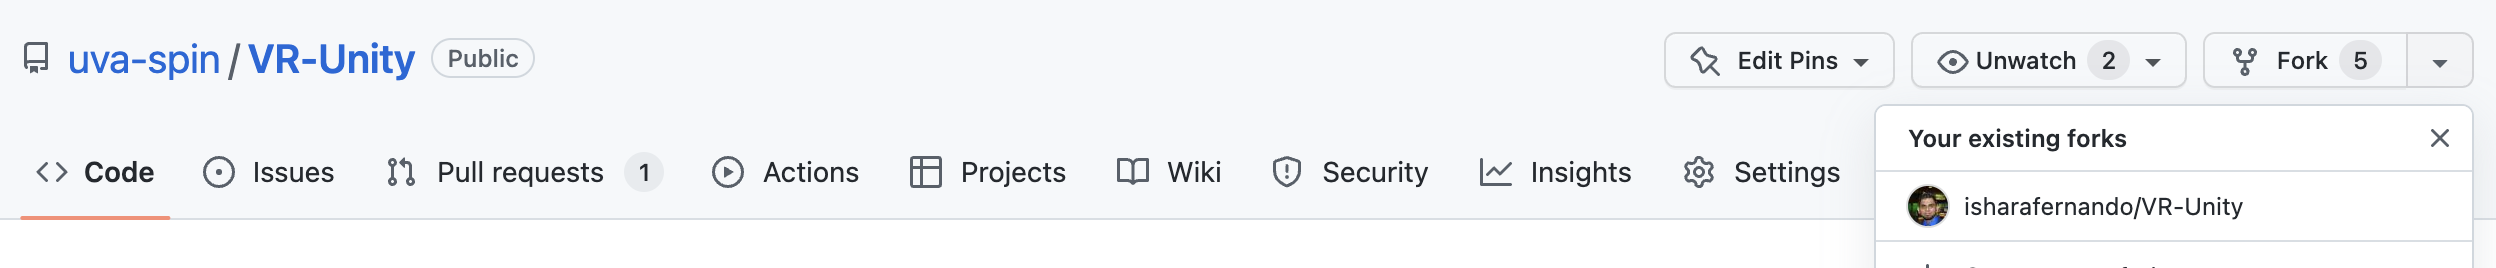 uva-spin/VR-Unity Public Edit Pins Unwatch 2 Fork 5
Your existing forks
Code Issues Pull requests 1 Actions Projects Wiki Security Insights Settings
isharafernando/VR-Unity